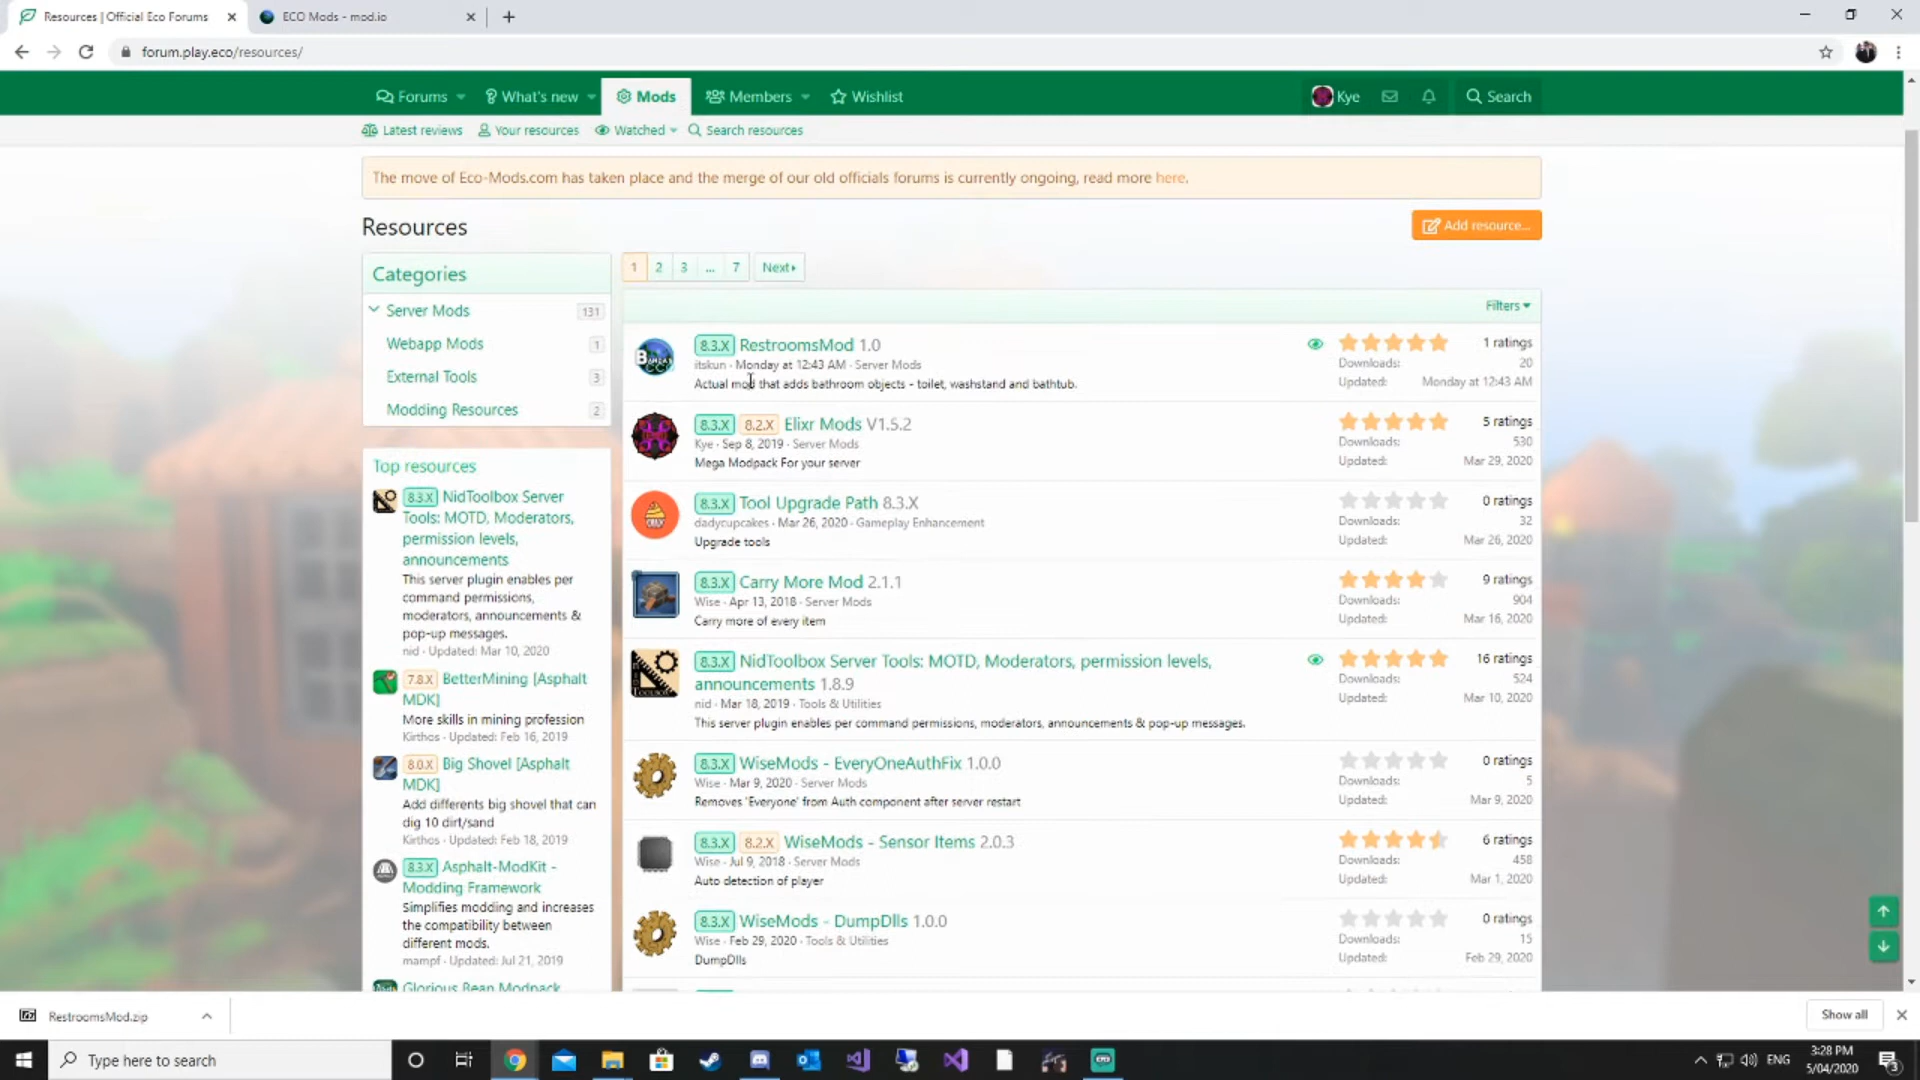 Resources | Official Eco Forums
ECO Mods - mod.io
forum.play.eco/resources/
Forums
What's new
Mods
Members
Wishlist
Kye
Search
Latest reviews
Your resources
Watched
Search resources
The move of Eco-Mods.com has taken place and the merge of our old officials forums is currently ongoing, read more here.
Resources
Add resource...
Categories
Server Mods 131
Webapp Mods 1
External Tools 3
Modding Resources 2
Top resources
8.3.X NidToolbox Server
Tools: MOTD, Moderators,
permission levels,
announcements
This server plugin enables per
command permissions,
moderators, announcements &
pop-up messages.
nid · Updated: Mar 10, 2020
7.8.X BetterMining [Asphalt
MDK]
More skills in mining profession
Kirthos · Updated: Feb 16, 2019
8.0.X Big Shovel [Asphalt
MDK]
Add differents big shovel that can
dig 10 dirt/sand
Kirthos · Updated: Feb 18, 2019
8.3.X Asphalt-ModKit -
Modding Framework
Simplifies modding and increases
the compatibility between
different mods.
mampf · Updated: Jul 21, 2019
Glorious Bean Modpack
1 2 3 ... 7 Next
Filters
8.3.X RestroomsMod 1.0
itskun · Monday at 12:43 AM · Server Mods
Actual mod that adds bathroom objects - toilet, washstand and bathtub.
1 ratings
Downloads: 20
Updated: Monday at 12:43 AM
8.3.X 8.2.X Elixr Mods V1.5.2
Kye · Sep 8, 2019 · Server Mods
Mega Modpack For your server
5 ratings
Downloads: 530
Updated: Mar 29, 2020
8.3.X Tool Upgrade Path 8.3.X
dadycupcakes · Mar 26, 2020 · Gameplay Enhancement
Upgrade tools
0 ratings
Downloads: 32
Updated: Mar 26, 2020
8.3.X Carry More Mod 2.1.1
Wise · Apr 13, 2018 · Server Mods
Carry more of every item
9 ratings
Downloads: 904
Updated: Mar 16, 2020
8.3.X NidToolbox Server Tools: MOTD, Moderators, permission levels,
announcements 1.8.9
nid · Mar 18, 2019 · Tools & Utilities
This server plugin enables per command permissions, moderators, announcements & pop-up messages.
16 ratings
Downloads: 524
Updated: Mar 10, 2020
8.3.X WiseMods - EveryOneAuthFix 1.0.0
Wise · Mar 9, 2020 · Server Mods
Removes 'Everyone' from Auth component after server restart
0 ratings
Downloads: 5
Updated: Mar 9, 2020
8.3.X 8.2.X WiseMods - Sensor Items 2.0.3
Wise · Jul 9, 2018 · Server Mods
Auto detection of player
6 ratings
Downloads: 458
Updated: Mar 1, 2020
8.3.X WiseMods - DumpDlls 1.0.0
Wise · Feb 29, 2020 · Tools & Utilities
DumpDlls
0 ratings
Downloads: 15
Updated: Feb 29, 2020
RestroomsMod.zip
Show all
Type here to search
ENG
3:28 PM
5/04/2020
3